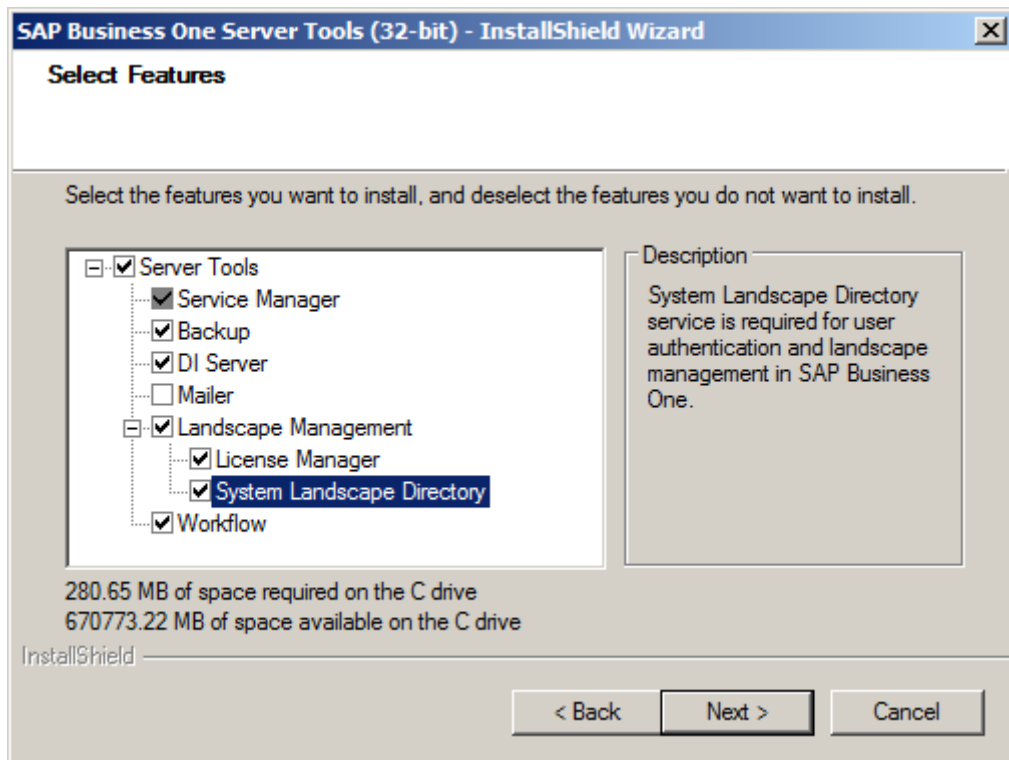 SAP Business One Server Tools (32-bit) - InstallShield Wizard
Select Features
Select the features you want to install, and deselect the features you do not want to install.
Server Tools
Service Manager
Backup
DI Server
Mailer
Landscape Management
License Manager
System Landscape Directory
Workflow
Description
System Landscape Directory
service is required for user
authentication and landscape
management in SAP Business
One.
280.65 MB of space required on the C drive
670773.22 MB of space available on the C drive
InstallShield
< Back
Next >
Cancel